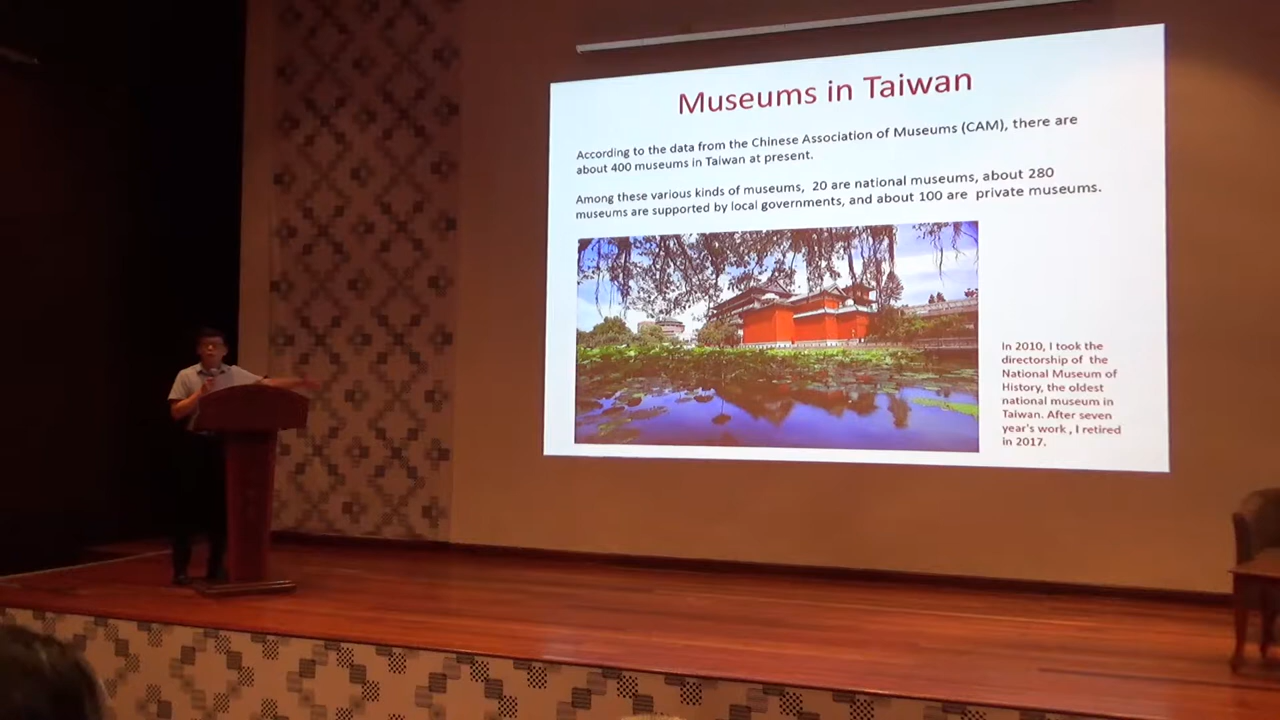 Museums in Taiwan
According to the data from the Chinese Association of Museums (CAM), there are
about 400 museums in Taiwan at present.
Among these various kinds of museums, 20 are national museums, about 280
museums are supported by local governments, and about 100 are private museums.
In 2010, I took the
directorship of the
National Museum of
History, the oldest
national museum in
Taiwan. After seven
year's work , I retired
in 2017.